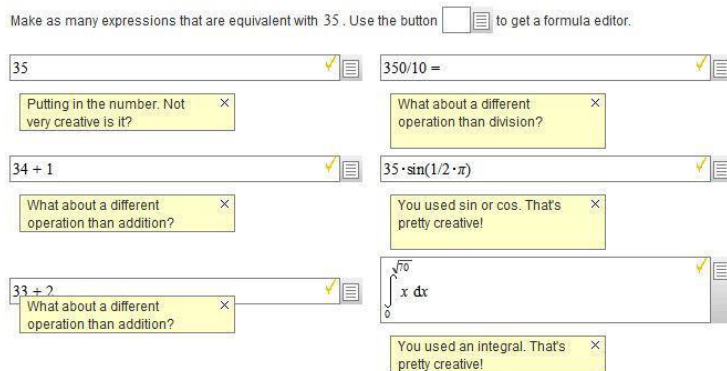 Make as many expressions that are equivalent with 35. Use the button to get a formula editor.
35
Putting in the number. Not
very creative is it?
34 + 1
What about a different
operation than addition?
33 + 2
What about a different
operation than addition?
350/10 =
What about a different
operation than division?
35·sin(1/2·π)
You used sin or cos. That's
pretty creative!
√70
∫ x dx
0
You used an integral. That's
pretty creative!